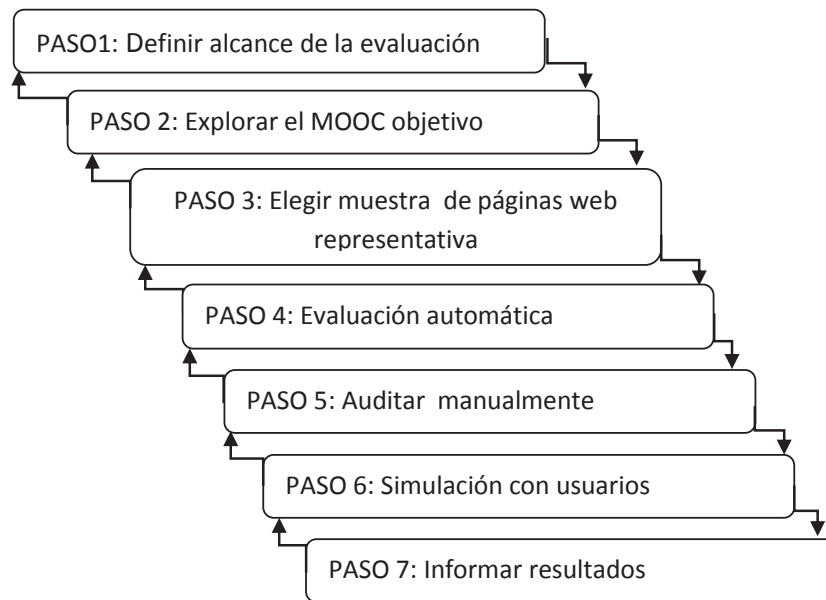 PASO1: Definir alcance de la evaluación
PASO 2: Explorar el MOOC objetivo
PASO 3: Elegir muestra de páginas web
representativa
PASO 4: Evaluación automática
PASO 5: Auditar manualmente
PASO 6: Simulación con usuarios
PASO 7: Informar resultados